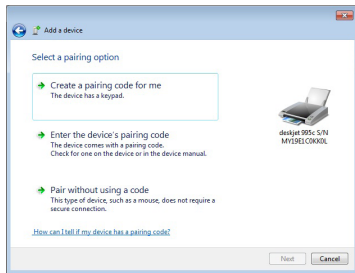 Add a device
Select a pairing option
Create a pairing code for me
The device has a keypad.
Enter the device's pairing code
The device comes with a pairing code.
Check for one on the device or in the device manual.
deskjet 995c S/N
MY19E1C0KK0L
Pair without using a code
This type of device, such as a mouse, does not require a
secure connection.
How can I tell if my device has a pairing code?
Next
Cancel